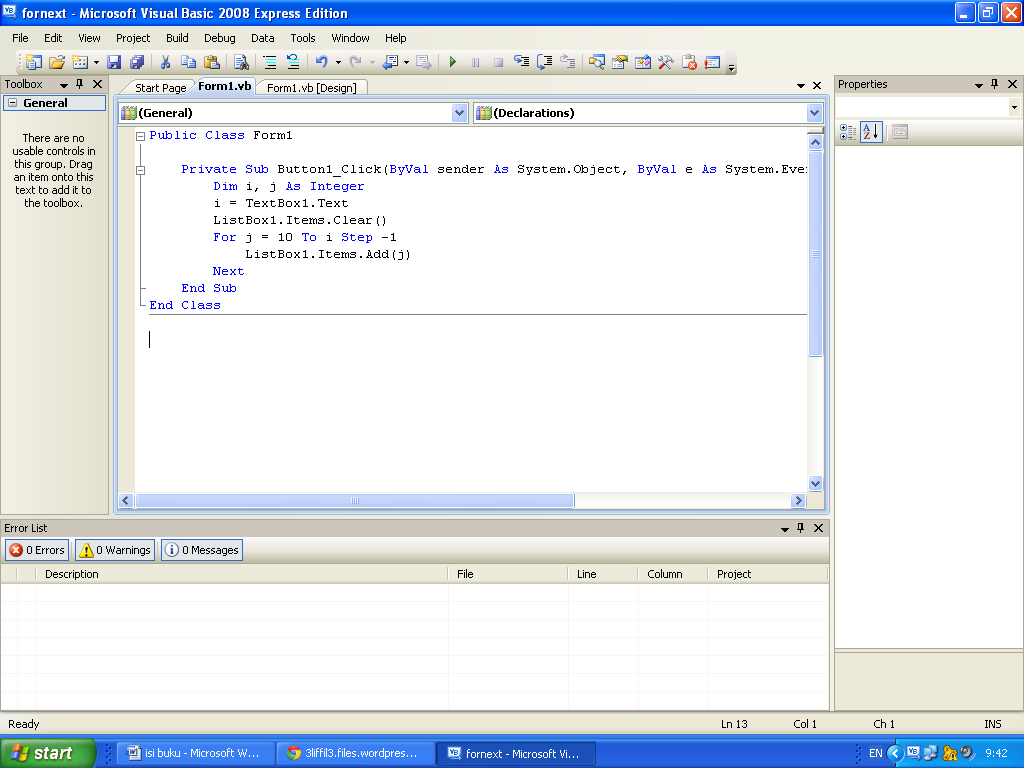 fornext - Microsoft Visual Basic 2008 Express Edition
File Edit View Project Build Debug Data Tools Window Help
Toolbox
General
There are no
usable controls in
this group. Drag
an item onto this
text to add it to
the toolbox.
Start Page Form1.vb Form1.vb [Design]
(General) (Declarations)
Public Class Form1
Private Sub Button1_Click(ByVal sender As System.Object, ByVal e As System.Eve
Dim i, j As Integer
i = TextBox1.Text
ListBox1.Items.Clear()
For j = 10 To i Step -1
ListBox1.Items.Add(j)
Next
End Sub
End Class
Properties
Error List
0 Errors 0 Warnings 0 Messages
Description File Line Column Project
Ready Ln 13 Col 1 Ch 1 INS
start isi buku - Microsoft W... 3liffil3.files.wordpres... fornext - Microsoft Vi... EN 9:42